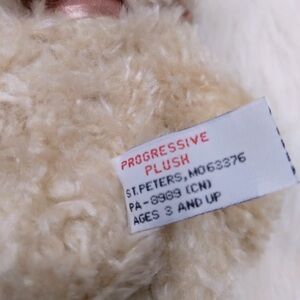 PROGRESSIVE
PLUSH
ST.PETERS,MO63376
PA-8989 (CN)
AGES 3 AND UP